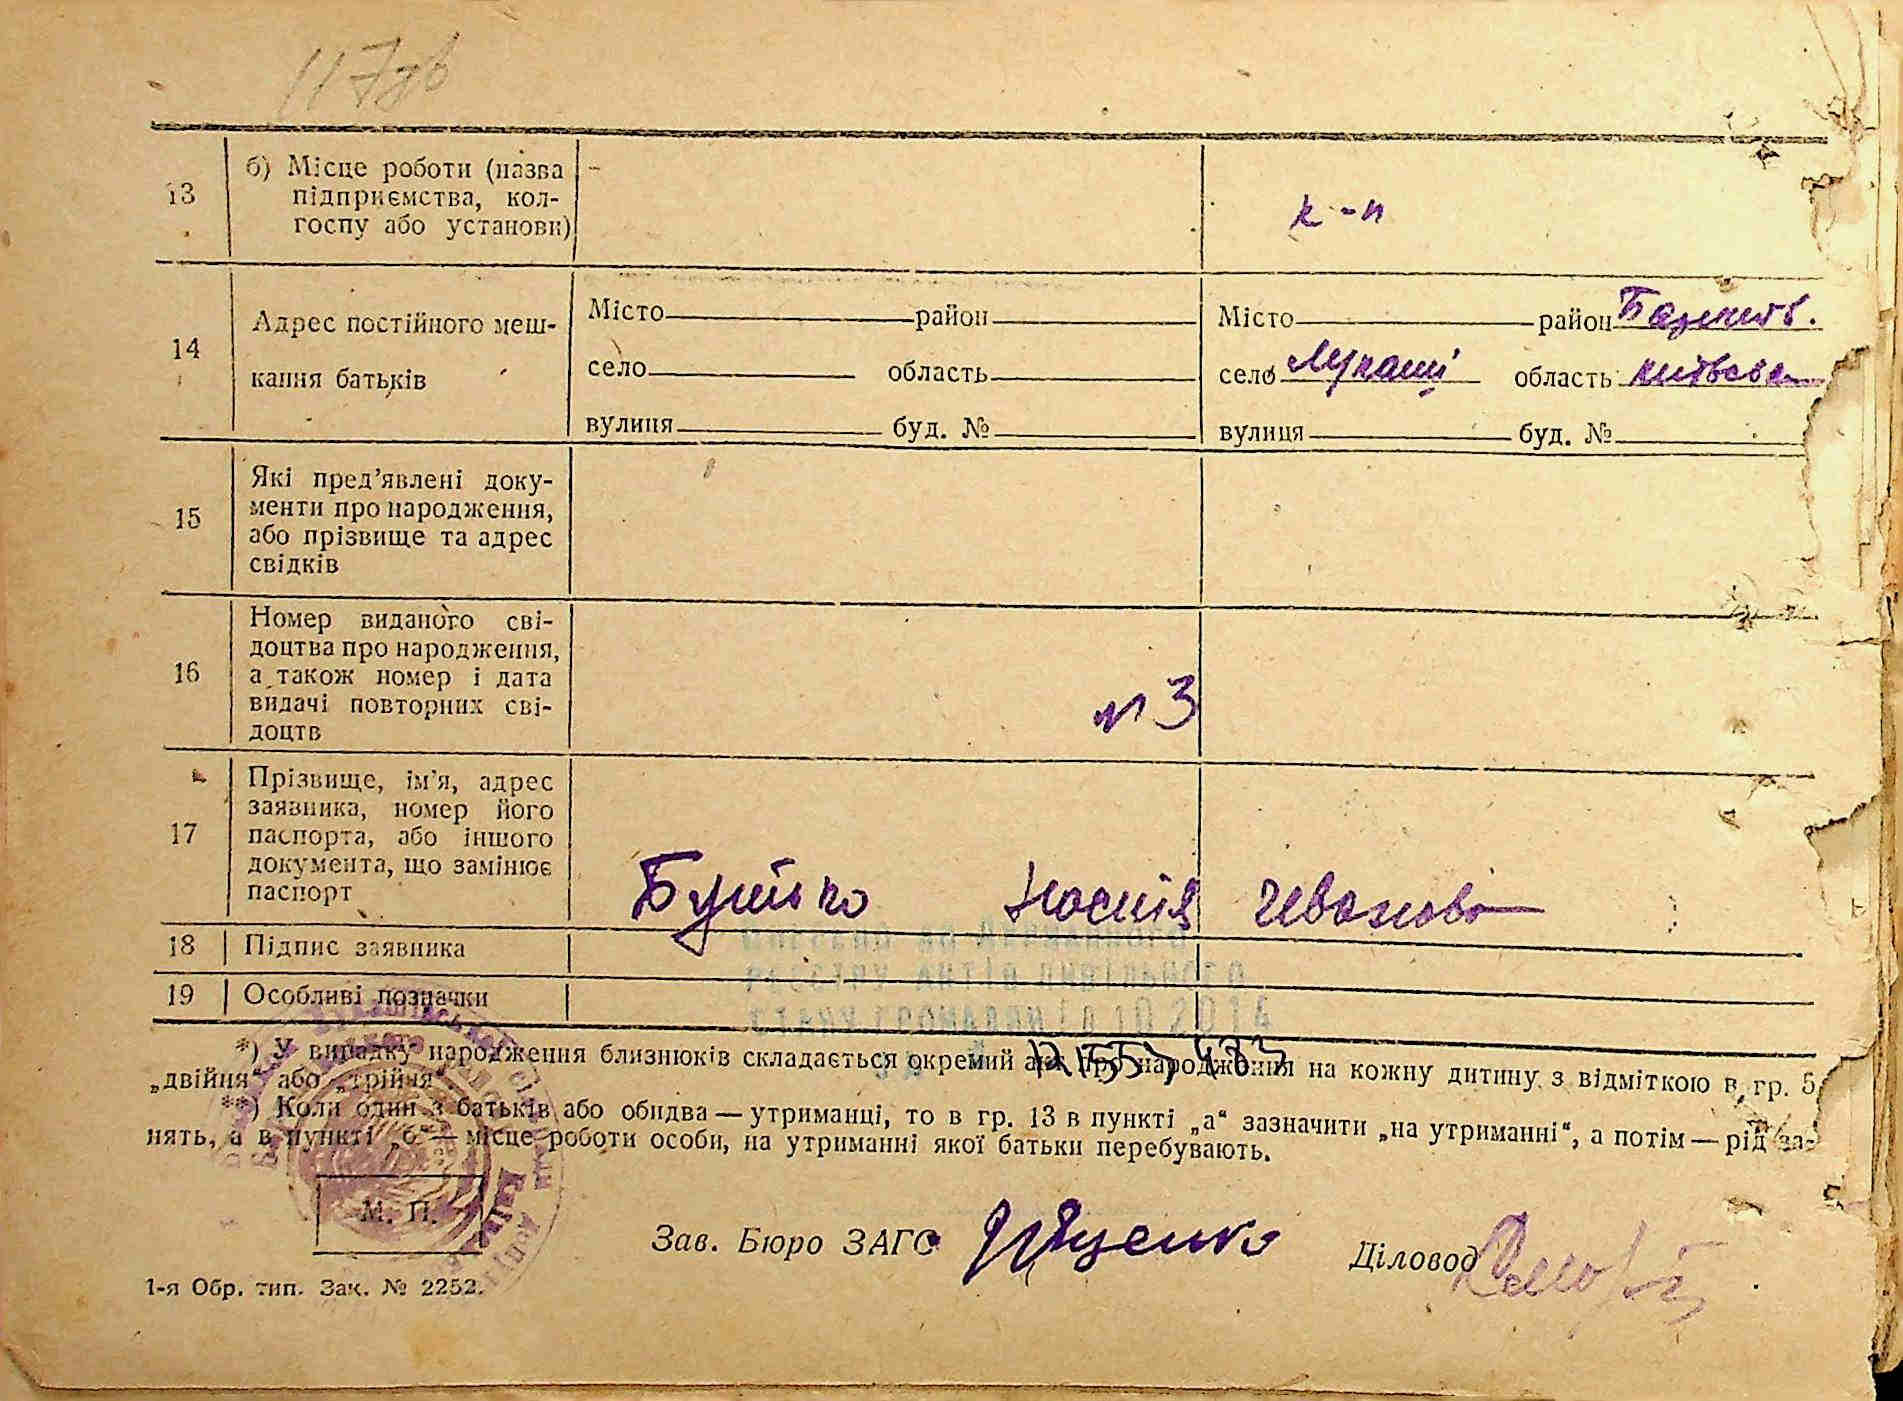 117зв
13
б) Місце роботи (назва
підприємства, кол-
госпу або установи)
-
к-п
14
Адрес постійного меш-
кання батьків
Місто район
село область
вулиця буд. №
Місто район
село Лукаші область
вулиця буд. №
15
Які пред’явлені доку-
менти про народження,
або прізвище та адрес
свідків
16
Номер виданого сві-
доцтва про народження,
а також номер і дата
видачі повторних сві-
доцтв
№ 3
17
Прізвище, ім’я, адрес
заявника, номер його
паспорта, або іншого
документа, що замінює
паспорт
18
Підпис заявника
19
Особливі позначки
*) У випадку народження близнюків складається окремий акт про народження на кожну дитину з відміткою в гр. 5
„двійня“ або „трійня“
**) Коли один з батьків або обидва — утриманці, то в гр. 13 в пункті „а“ зазначити „на утриманні“, а потім — рід за-
нять, а в пункті „б“ — місце роботи особи, на утриманні якої батьки перебувають.
М. П.
Зав. Бюро ЗАГС
Діловод
1-я Обр. тип. Зак. № 2252.